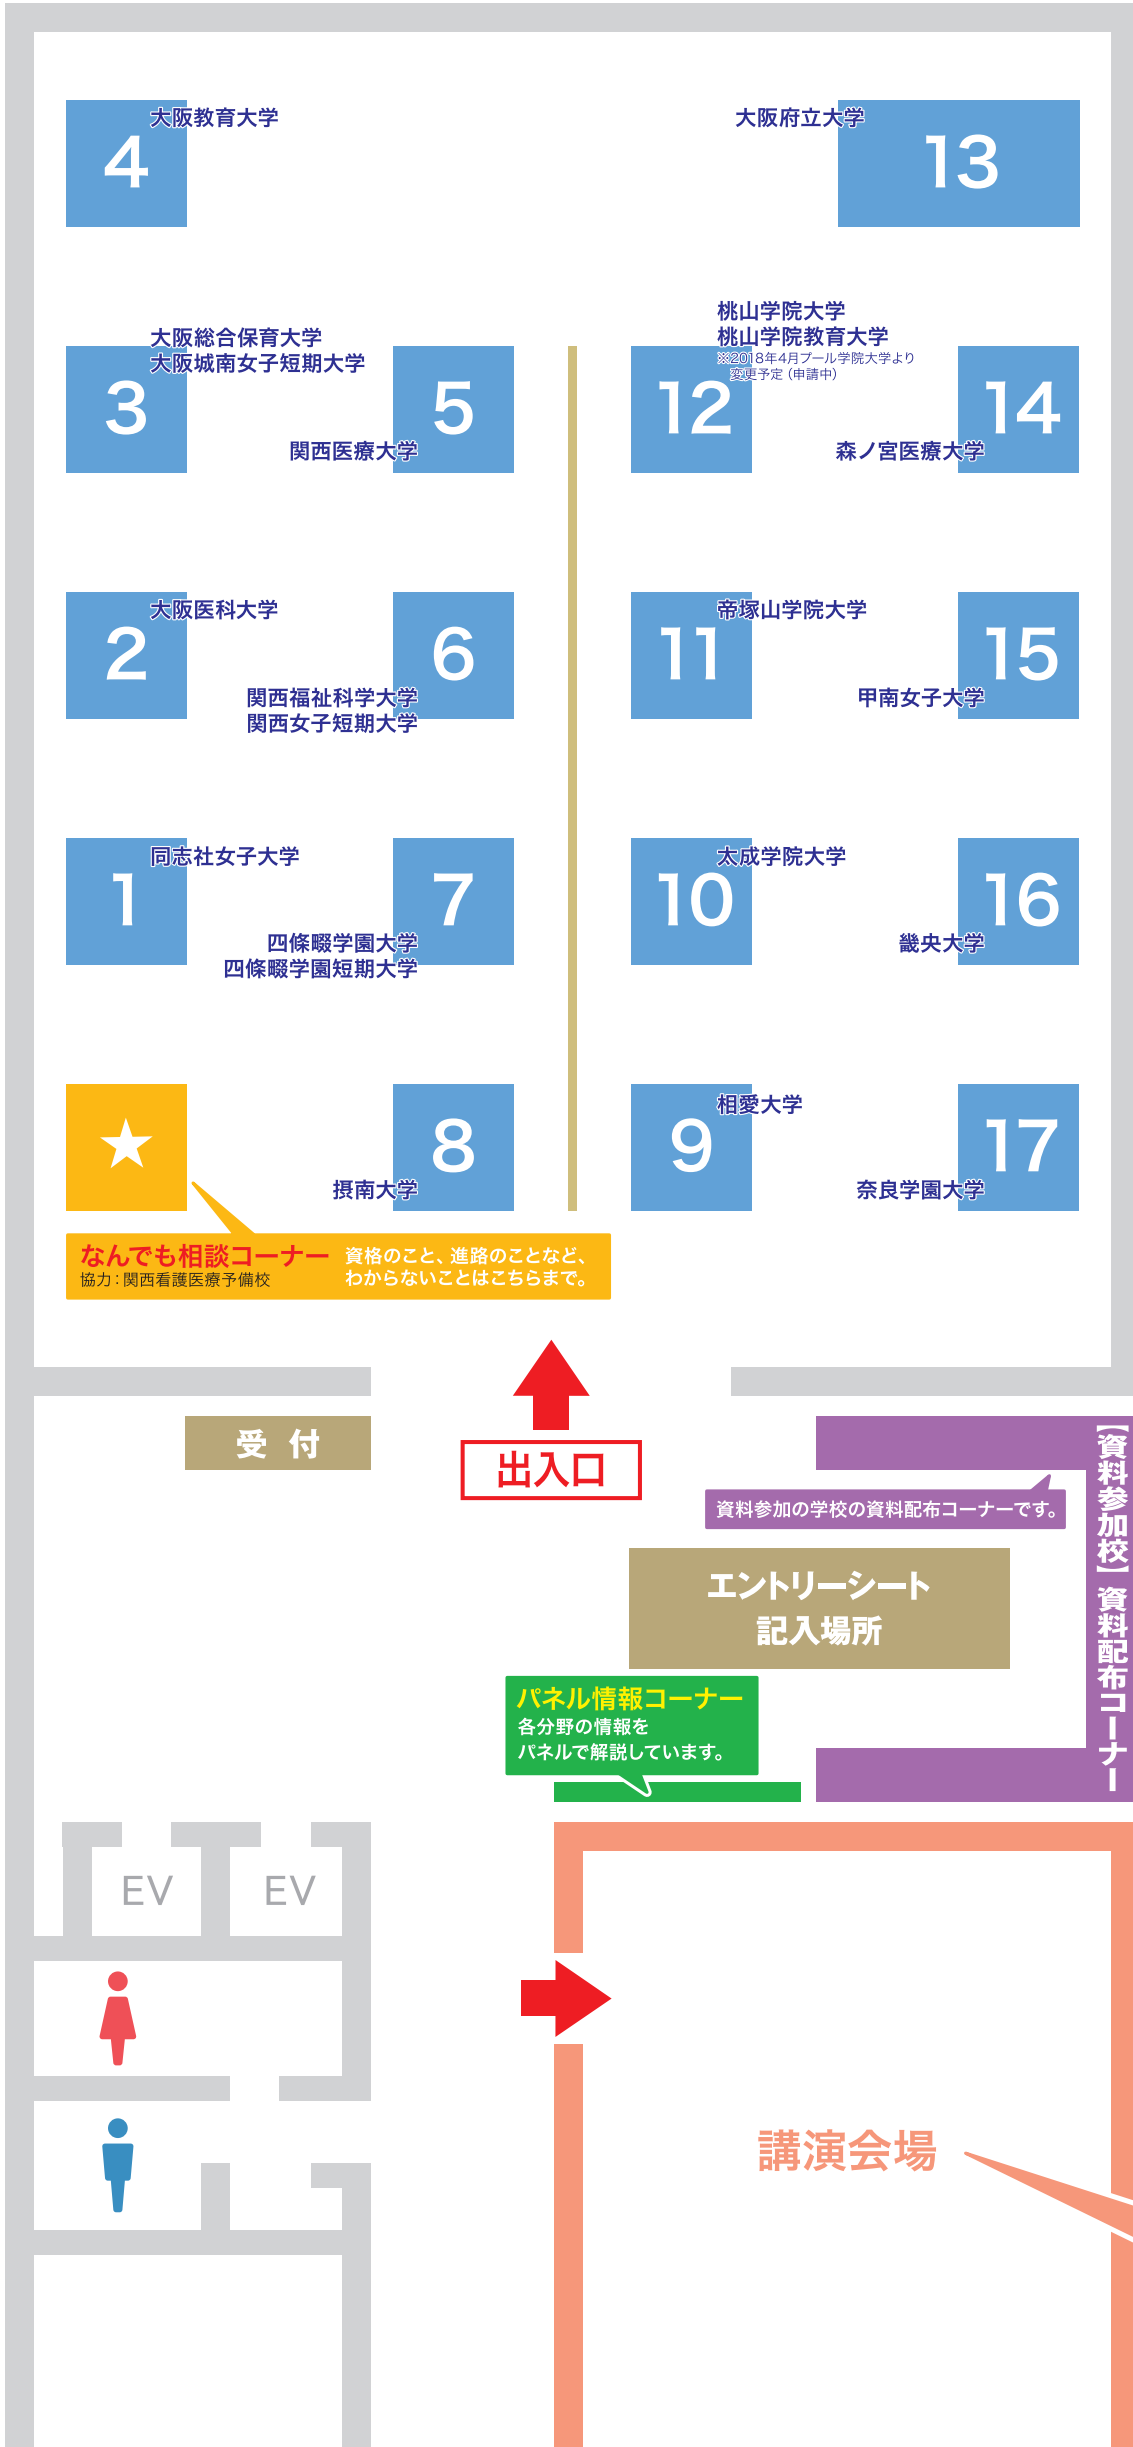 4
大阪教育大学
大阪府立大学
13
大阪総合保育大学
大阪城南女子短期大学
3
関西医療大学
5
桃山学院大学
桃山学院教育大学
※2018年4月プール学院大学より
変更予定（申請中）
12
森ノ宮医療大学
14
大阪医科大学
2
関西福祉科学大学
関西女子短期大学
6
帝塚山学院大学
11
甲南女子大学
15
同志社女子大学
1
四條畷学園大学
四條畷学園短期大学
7
太成学院大学
10
畿央大学
16
★
摂南大学
8
相愛大学
9
奈良学園大学
17
なんでも相談コーナー
協力：関西看護医療予備校
資格のこと、進路のことなど、
わからないことはこちらまで。
受付
出入口
【資料参加校】資料配布コーナー
資料参加の学校の資料配布コーナーです。
エントリーシート
記入場所
パネル情報コーナー
各分野の情報を
パネルで解説しています。
EV
EV
講演会場